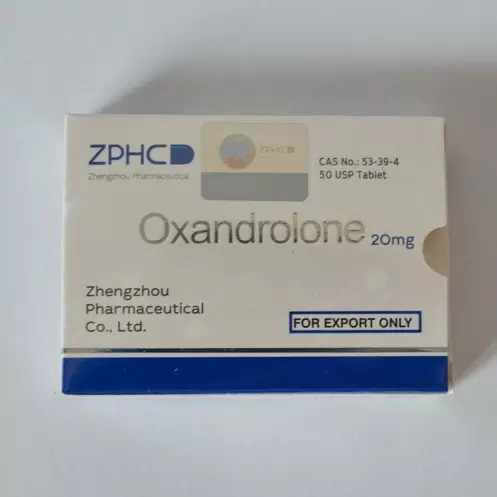 ZPHC
Zhengzhou Pharmaceutical
ZPHC
CAS No.: 53-39-4
50 USP Tablet
Oxandrolone 20mg
Zhengzhou
Pharmaceutical
Co., Ltd.
FOR EXPORT ONLY